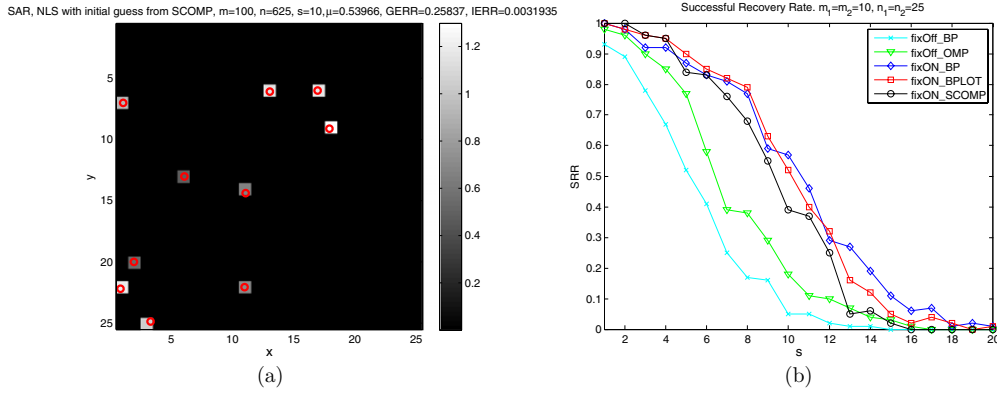 SAR, NLS with initial guess from SCOMP, m=100, n=625, s=10,μ=0.53966, GERR=0.25837, IERR=0.0031935
5
10
15
20
25
y
5
10
15
20
25
x
1.2
1
0.8
0.6
0.4
0.2
(a)
Successful Recovery Rate. m₁=m₂=10, n₁=n₂=25
fixOff_BP
fixOff_OMP
fixON_BP
fixON_BPLOT
fixON_SCOMP
1
0.9
0.8
0.7
0.6
0.5
0.4
0.3
0.2
0.1
0
SRR
2
4
6
8
10
12
14
16
18
20
s
(b)